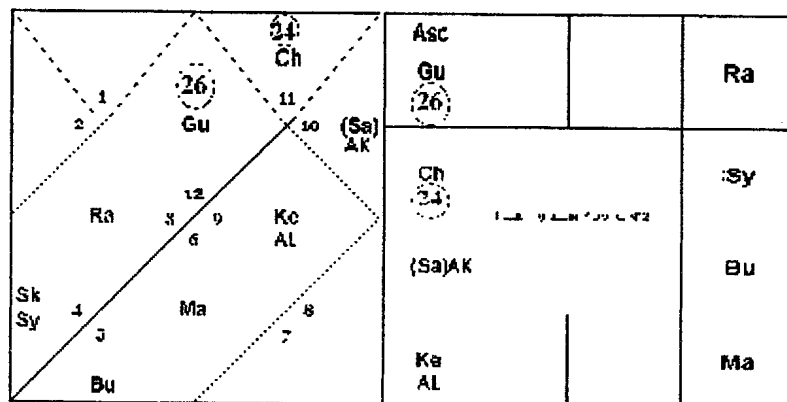 24
Ch
26
Gu
1
2
11
10
(Sa)
AK
12
Ra
3
9
6
Ke
AL
Sk
Sy
4
Ma
8
7
Bu
Asc
Gu
26
Ra
Ch
24
Sy
(Sa)AK
Bu
Ke
AL
Ma